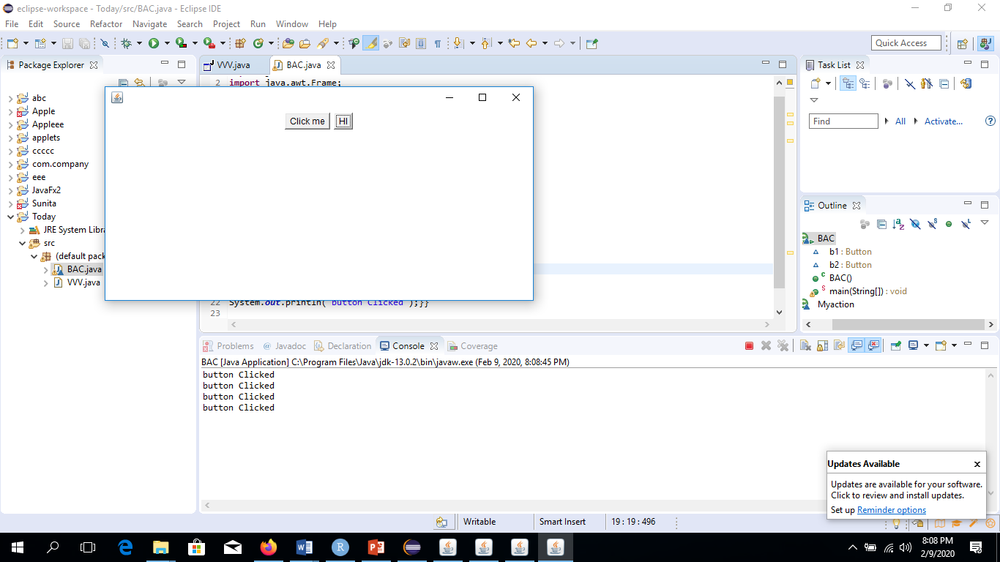 eclipse-workspace - Today/src/BAC.java - Eclipse IDE
File Edit Source Refactor Navigate Search Project Run Window Help
Quick Access
Package Explorer
abc
Apple
Appleee
applets
ccccc
com.company
eee
JavaFx2
Sunita
Today
JRE System Libra
src
(default pack
BAC.java
VVV.java
VVV.java BAC.java
2 import java.awt.Frame;
Click me HI
22 System.out.println("button Clicked");}}
23
Task List
Find All Activate...
Outline
BAC
b1 : Button
b2 : Button
BAC()
main(String[]) : void
Myaction
Problems @ Javadoc Declaration Console Coverage
BAC [Java Application] C:\Program Files\Java\jdk-13.0.2\bin\javaw.exe (Feb 9, 2020, 8:08:45 PM)
button Clicked
button Clicked
button Clicked
button Clicked
Updates Available
Updates are available for your software.
Click to review and install updates.
Set up Reminder options
Writable Smart Insert 19 : 19 : 496
8:08 PM
2/9/2020